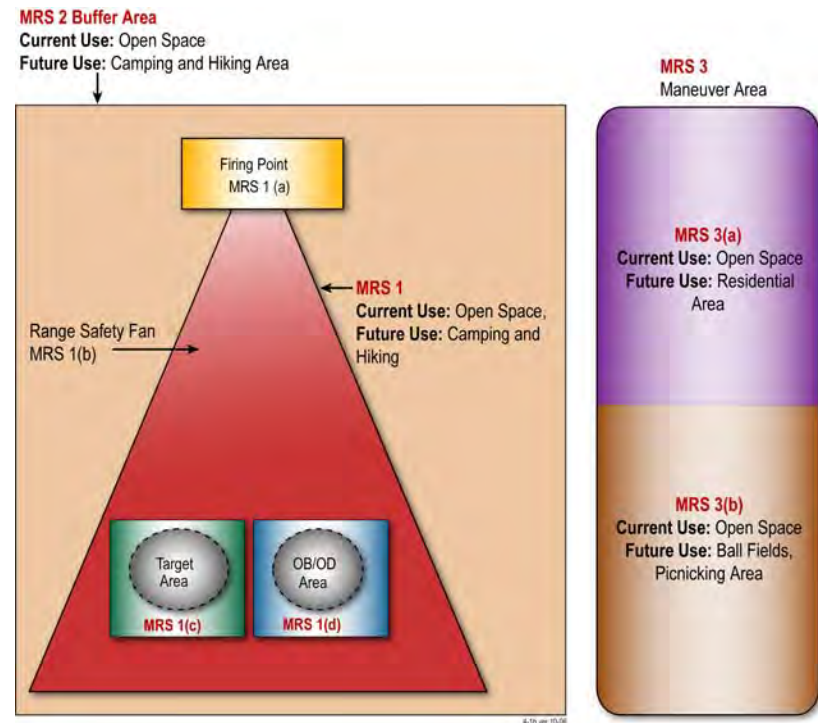 MRS 2 Buffer Area
Current Use: Open Space
Future Use: Camping and Hiking Area
Firing Point
MRS 1 (a)
MRS 1
Current Use: Open Space,
Future Use: Camping and
Hiking
Range Safety Fan
MRS 1(b)
Target
Area
MRS 1(c)
OB/OD
Area
MRS 1(d)
MRS 3
Maneuver Area
MRS 3(a)
Current Use: Open Space
Future Use: Residential
Area
MRS 3(b)
Current Use: Open Space
Future Use: Ball Fields,
Picnicking Area